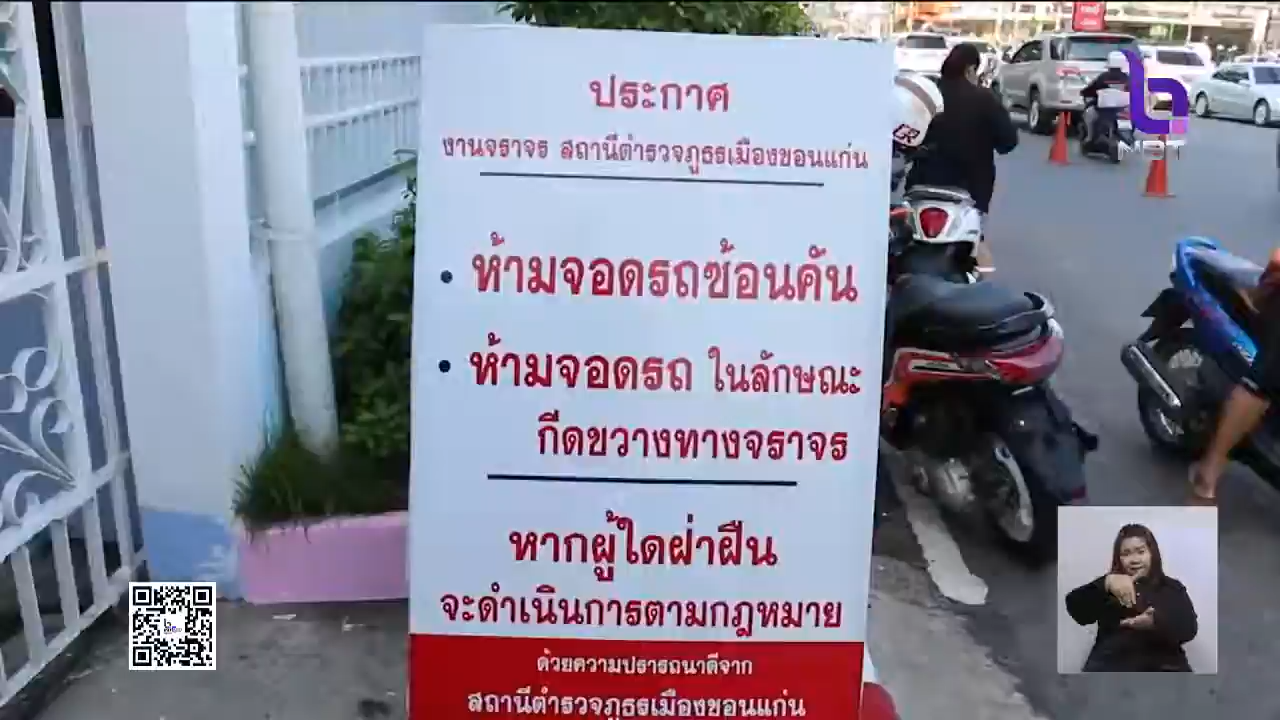 ประกาศ
งานจราจร สถานีตำรวจภูธรเมืองขอนแก่น
• ห้ามจอดรถซ้อนคัน
• ห้ามจอดรถ ในลักษณะ
กีดขวางทางจราจร
หากผู้ใดฝ่าฝืน
จะดำเนินการตามกฎหมาย
ด้วยความปรารถนาดีจาก
สถานีตำรวจภูธรเมืองขอนแก่น